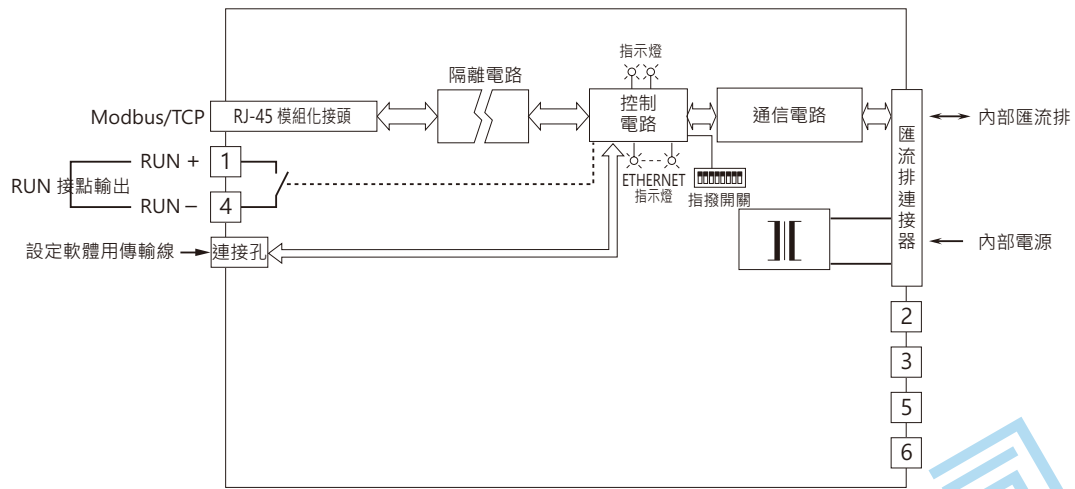 指示燈
隔離電路
Modbus/TCP
RJ-45 模組化接頭
控制
電路
通信電路
內部匯流排
匯流排連接器
RUN +
1
RUN 接點輸出
RUN –
4
ETHERNET
指示燈
指撥開關
設定軟體用傳輸線
連接孔
內部電源
2
3
5
6